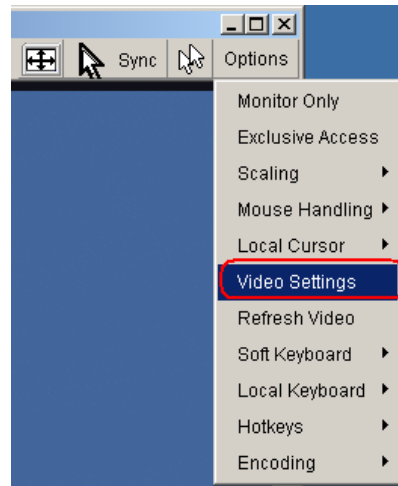 Sync Options
Monitor Only
Exclusive Access
Scaling
Mouse Handling
Local Cursor
Video Settings
Refresh Video
Soft Keyboard
Local Keyboard
Hotkeys
Encoding